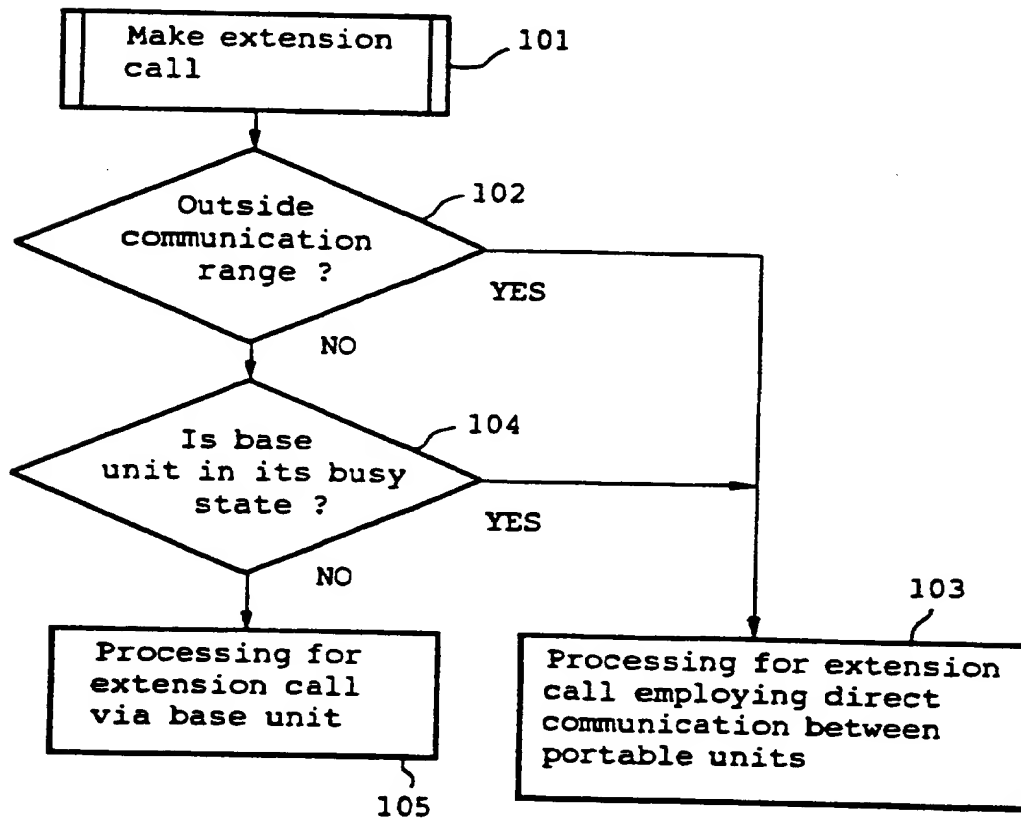 Make extension
call
101
Outside
communication
range ?
102
YES
NO
Is base
unit in its busy
state ?
104
YES
NO
Processing for
extension call
via base unit
105
103
Processing for extension
call employing direct
communication between
portable units